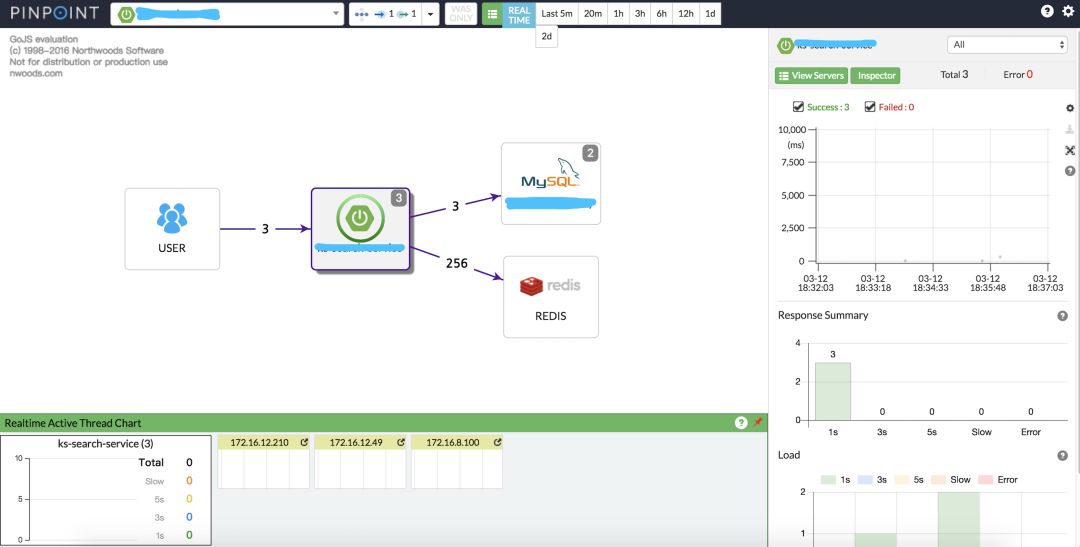 PINPOINT
1 1
WAS ONLY
REAL TIME
Last 5m 20m 1h 3h 6h 12h 1d
2d
GoJS evaluation
(c) 1998-2016 Northwoods Software
Not for distribution or production use
nwoods.com
USER
3
3
3
256
2
MySQL
redis
REDIS
All
View Servers Inspector Total 3 Error 0
Success : 3 Failed : 0
10,000
(ms)
7,500
5,000
2,500
0
03-12 03-12 03-12 03-12 03-12
18:32:03 18:33:18 18:34:33 18:35:48 18:37:03
Response Summary
4
3
2
0 0 0 0
0
1s 3s 5s Slow Error
Load
1s 3s 5s Slow Error
2
1
Realtime Active Thread Chart
ks-search-service (3)
10
5
0
Total 0
Slow 0
5s 0
3s 0
1s 0
172.16.12.210 172.16.12.49 172.16.8.100